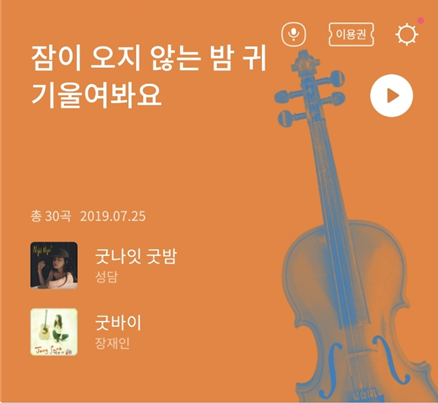 이용권
잠이 오지 않는 밤 귀
기울여봐요
총 30곡 2019.07.25
굿나잇 굿밤
성담
굿바이
장재인